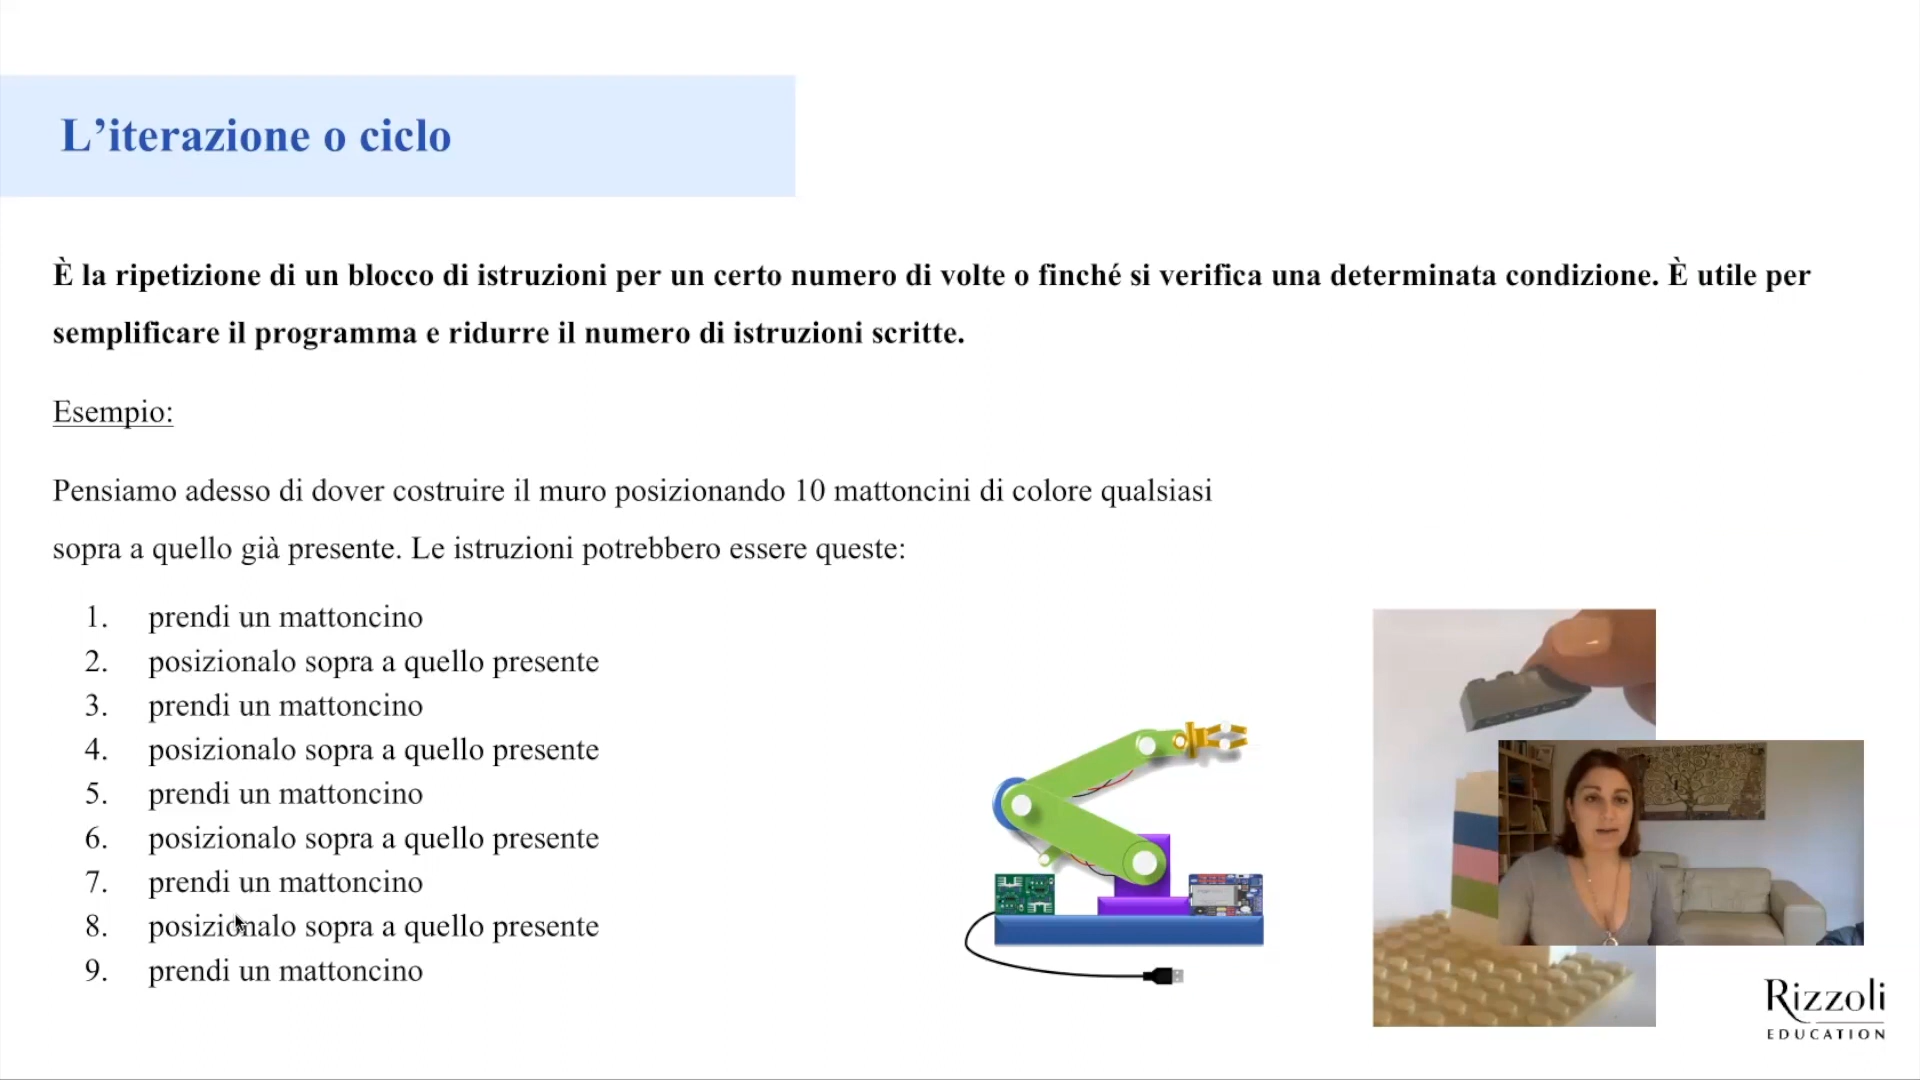 L’iterazione o ciclo
È la ripetizione di un blocco di istruzioni per un certo numero di volte o finché si verifica una determinata condizione. È utile per
semplificare il programma e ridurre il numero di istruzioni scritte.
Esempio:
Pensiamo adesso di dover costruire il muro posizionando 10 mattoncini di colore qualsiasi
sopra a quello già presente. Le istruzioni potrebbero essere queste:
1. prendi un mattoncino
2. posizionalo sopra a quello presente
3. prendi un mattoncino
4. posizionalo sopra a quello presente
5. prendi un mattoncino
6. posizionalo sopra a quello presente
7. prendi un mattoncino
8. posizionalo sopra a quello presente
9. prendi un mattoncino
Rizzoli
EDUCATION